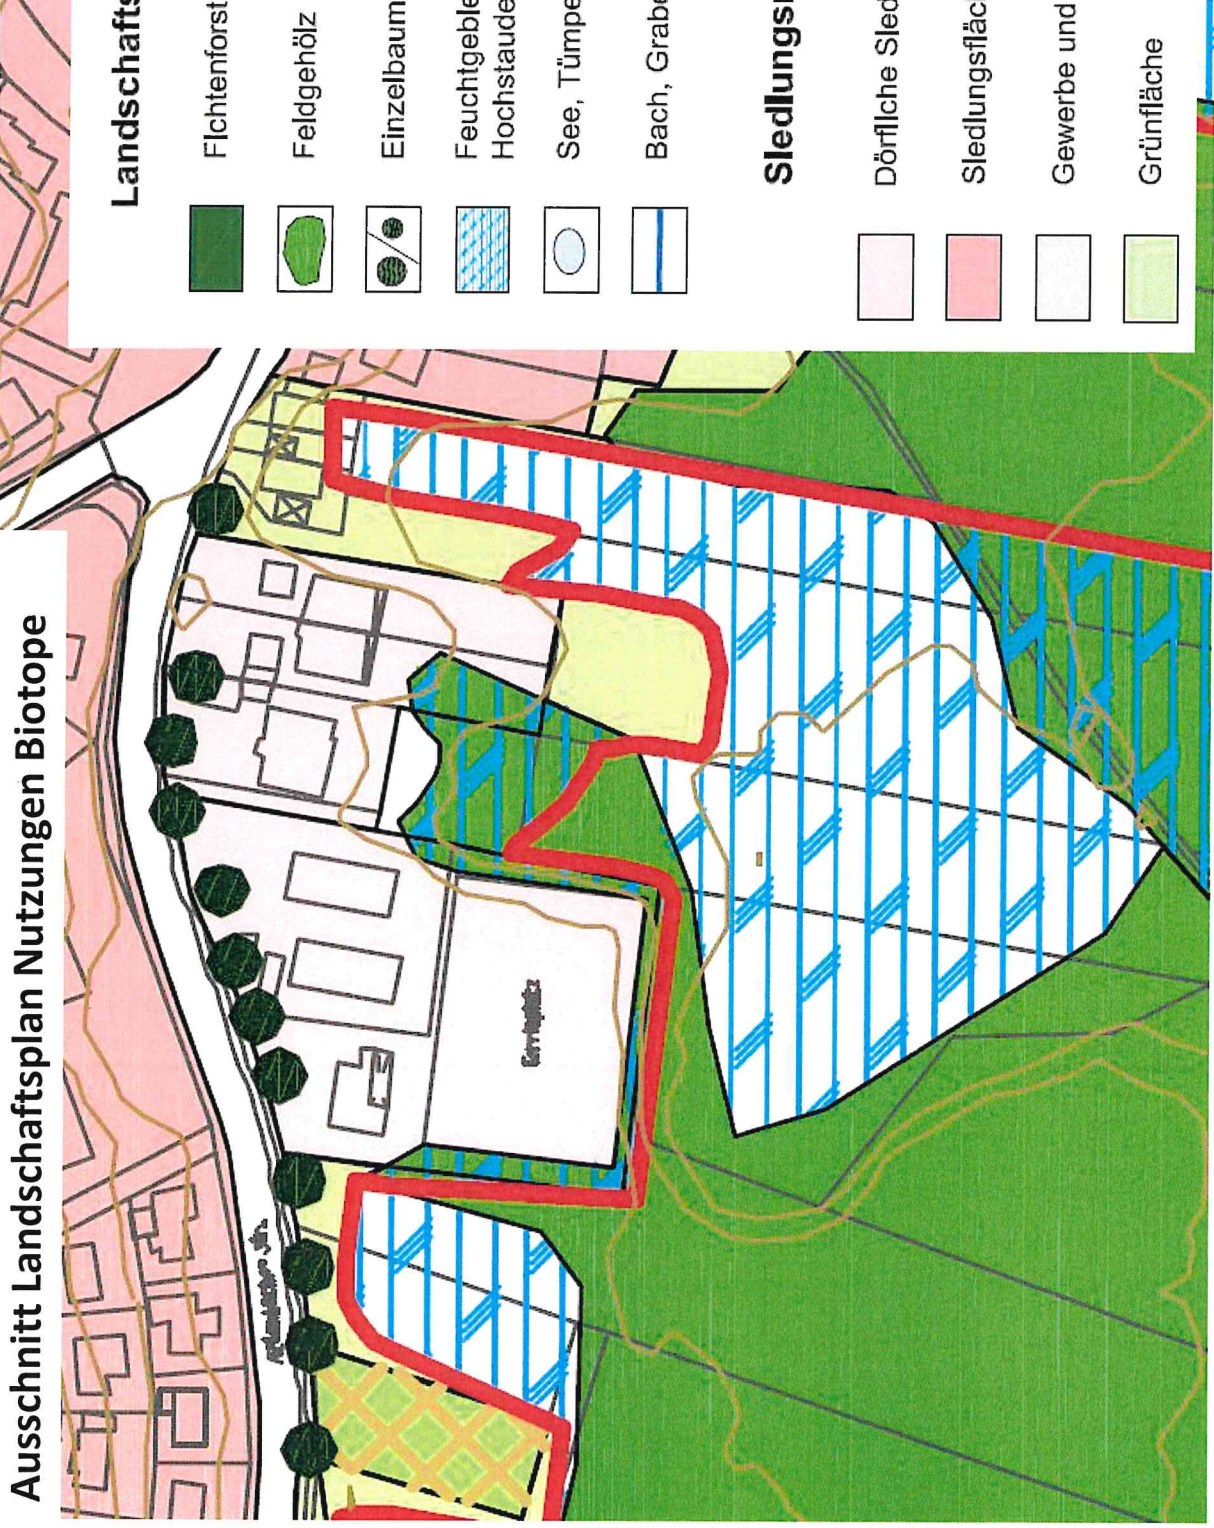 Ausschnitt Landschaftsplan Nutzungen Biotope
Landschafts
Fichtenforst
Feldgehölz
Einzelbaum
Feuchtgebie
Hochstaude
See, Tümpe
Bach, Grabe
Siedlungs
Dörfliche Sied
Siedlungsfläc
Gewerbe und
Grünfläche